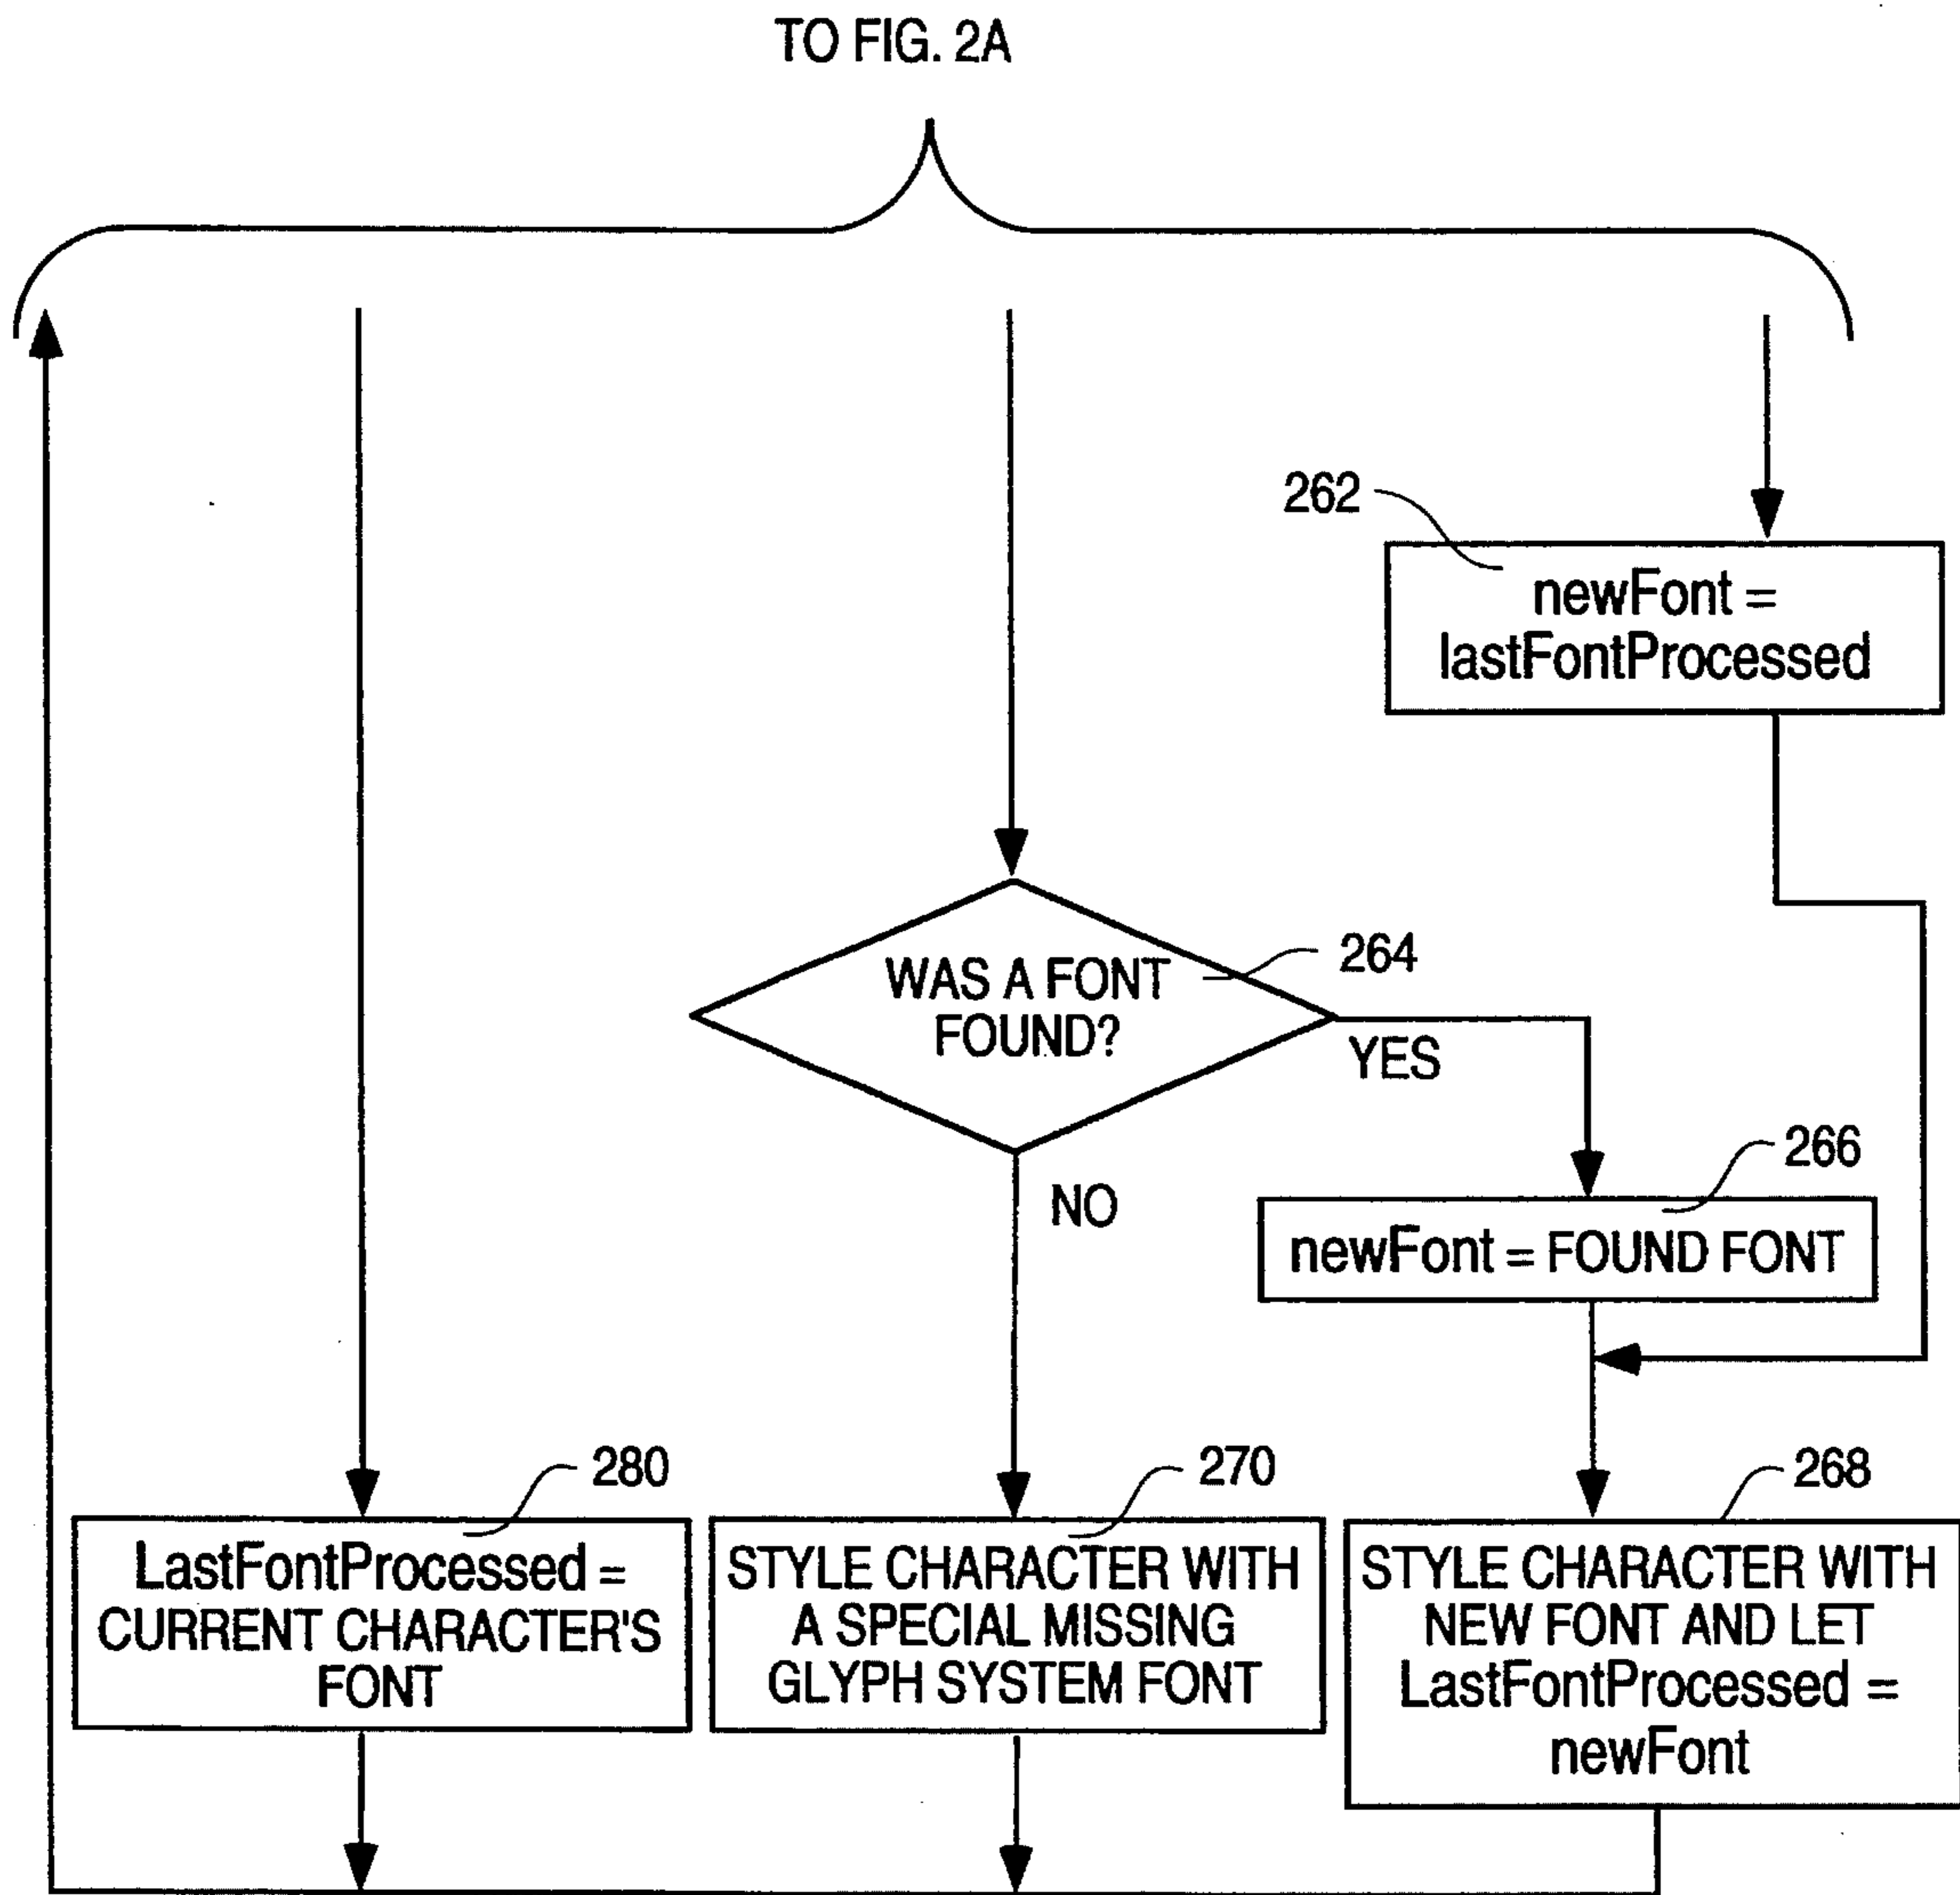 TO FIG. 2A
262
newFont =
lastFontProcessed
WAS A FONT
FOUND?
264
YES
NO
266
newFont = FOUND FONT
280
LastFontProcessed =
CURRENT CHARACTER'S
FONT
270
STYLE CHARACTER WITH
A SPECIAL MISSING
GLYPH SYSTEM FONT
268
STYLE CHARACTER WITH
NEW FONT AND LET
LastFontProcessed =
newFont